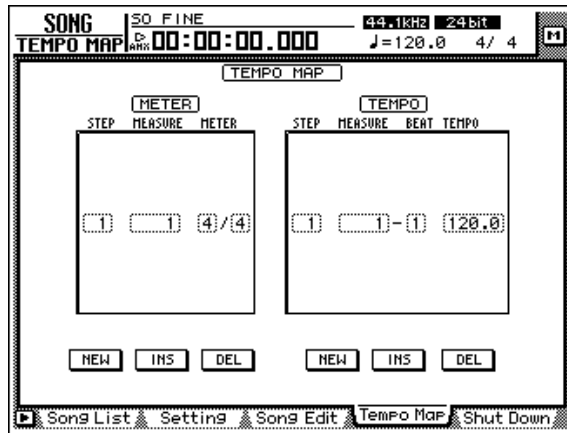 SONG
TEMPO MAP
SO FINE
00:00:00.000
44.1kHz 24bit
♩=120.0 4/ 4
M
TEMPO MAP
METER
STEP MEASURE METER
1 1 4/4
NEW INS DEL
TEMPO
STEP MEASURE BEAT TEMPO
1 1-1 120.0
NEW INS DEL
Song List Setting Song Edit Tempo Map Shut Down